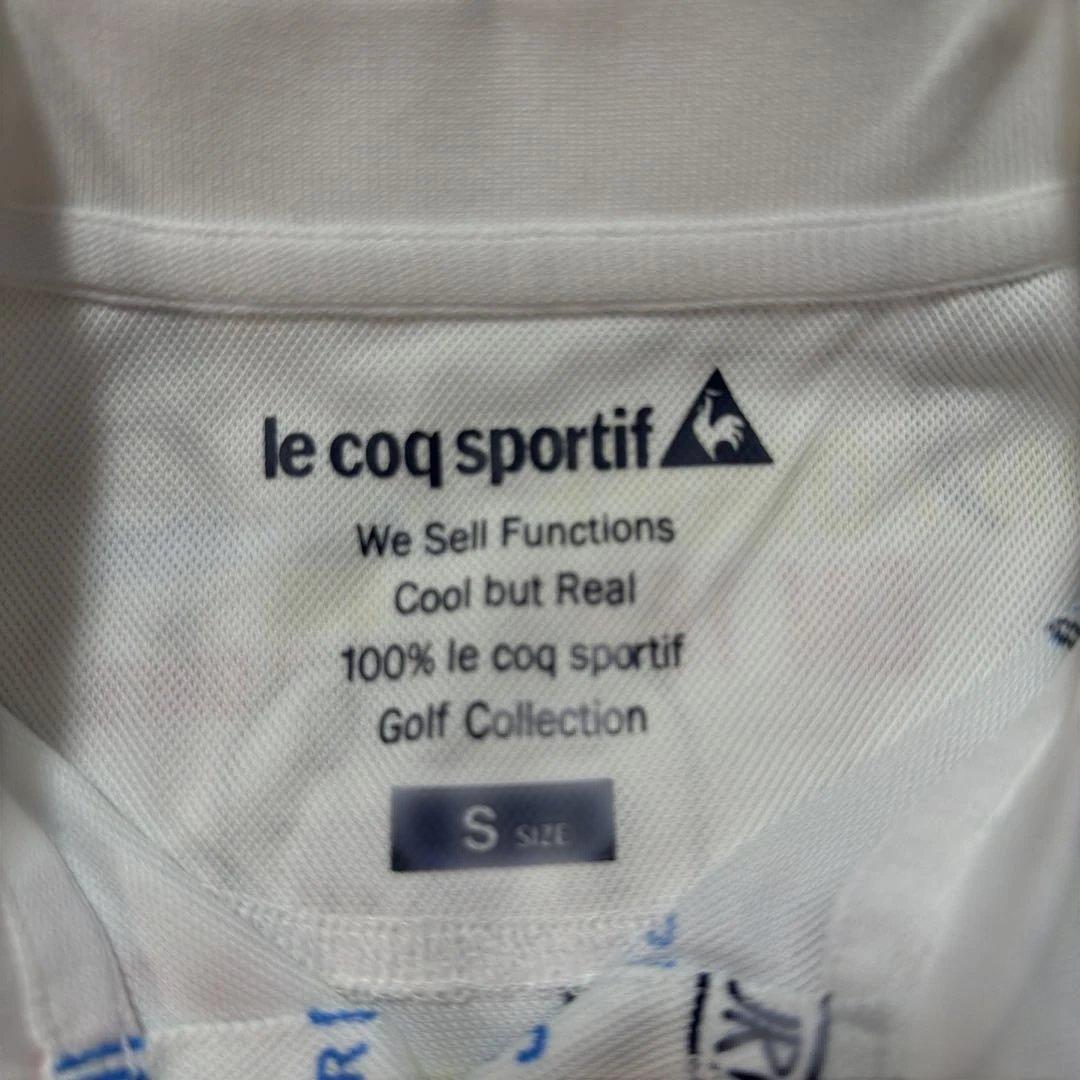 le coq sportif
We Sell Functions
Cool but Real
100% le coq sportif
Golf Collection
S SIZE
R